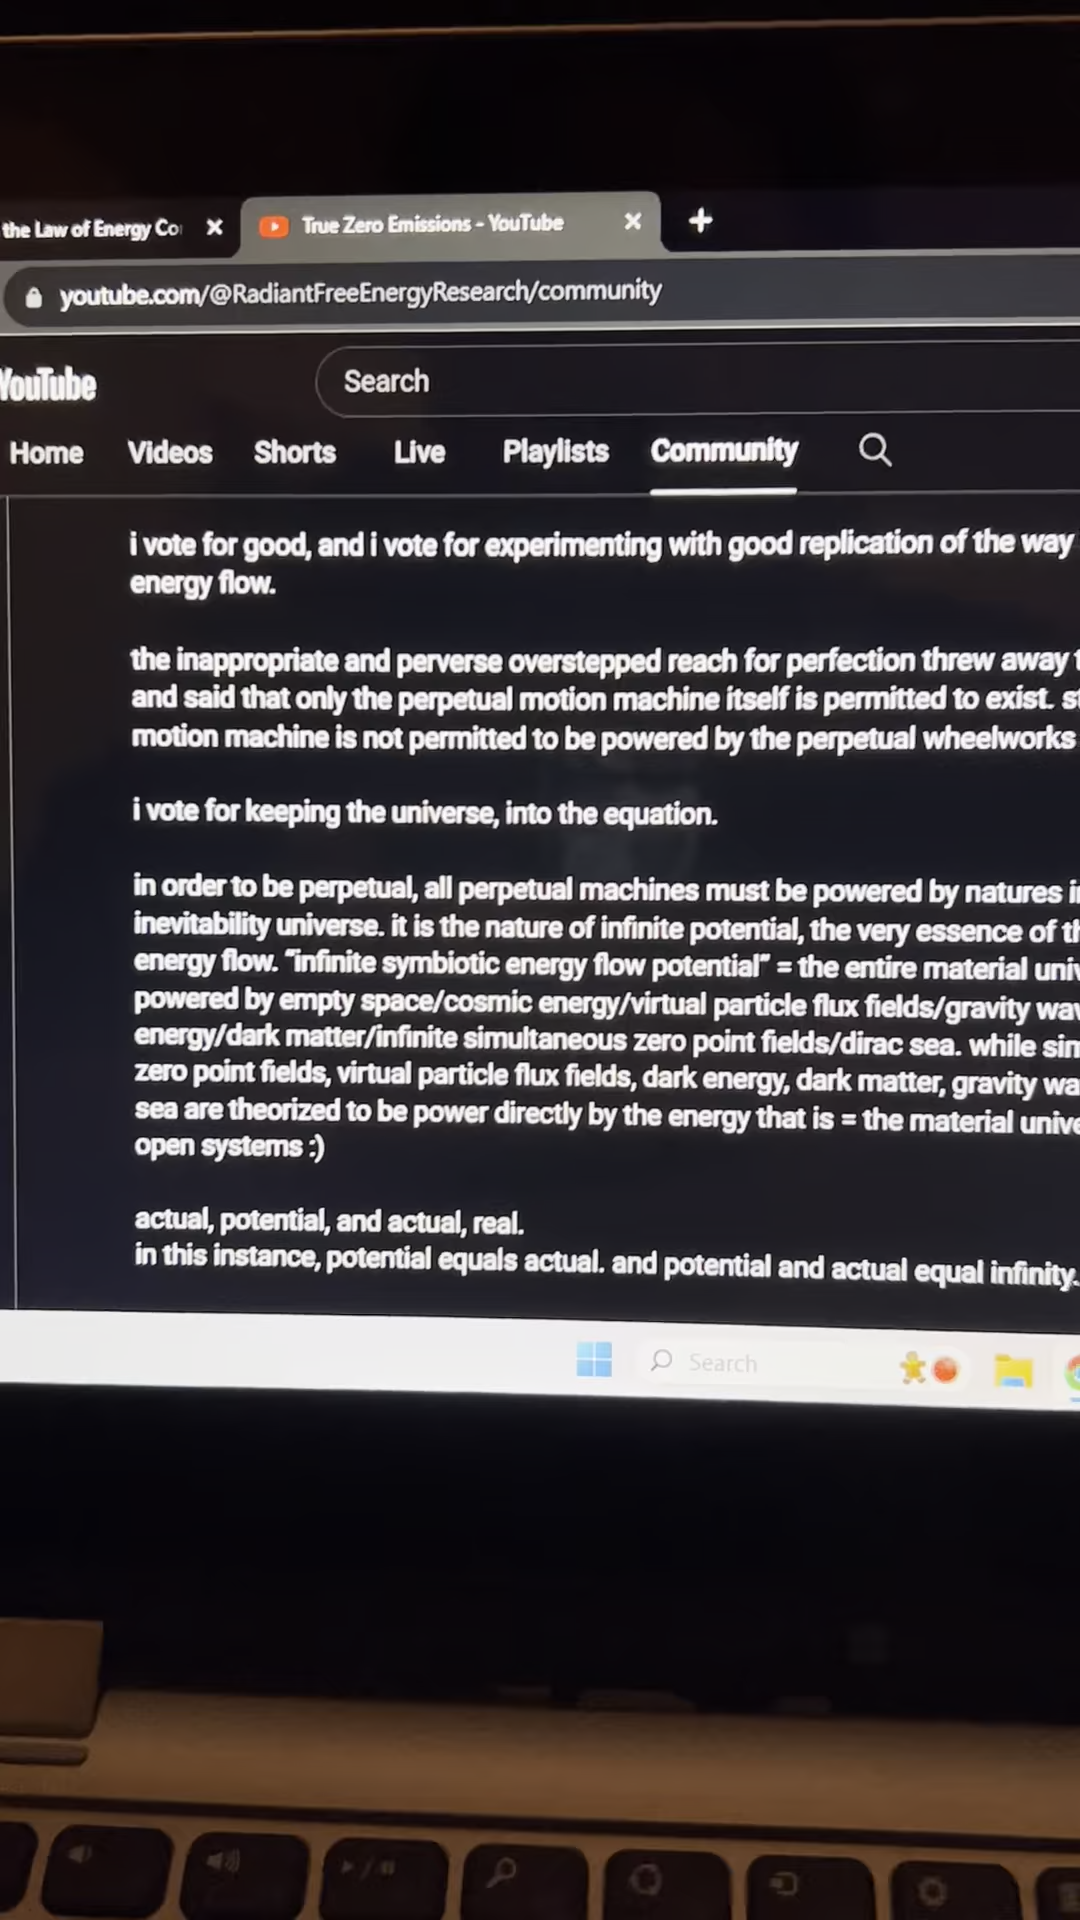 the Law of Energy Co
True Zero Emissions - YouTube
youtube.com/@RadiantFreeEnergyResearch/community
YouTube
Search
Home Videos Shorts Live Playlists Community
i vote for good, and i vote for experimenting with good replication of the way
energy flow.
the inappropriate and perverse overstepped reach for perfection threw away
and said that only the perpetual motion machine itself is permitted to exist.
motion machine is not permitted to be powered by the perpetual wheelworks
i vote for keeping the universe, into the equation.
in order to be perpetual, all perpetual machines must be powered by natures
inevitability universe. it is the nature of infinite potential, the very essence of
energy flow. "infinite symbiotic energy flow potential" = the entire material
powered by empty space/cosmic energy/virtual particle flux fields/gravity
energy/dark matter/infinite simultaneous zero point fields/dirac sea. while
zero point fields, virtual particle flux fields, dark energy, dark matter, gravity
sea are theorized to be power directly by the energy that is = the material
open systems :)
actual, potential, and actual, real.
in this instance, potential equals actual. and potential and actual equal infinity.
Search